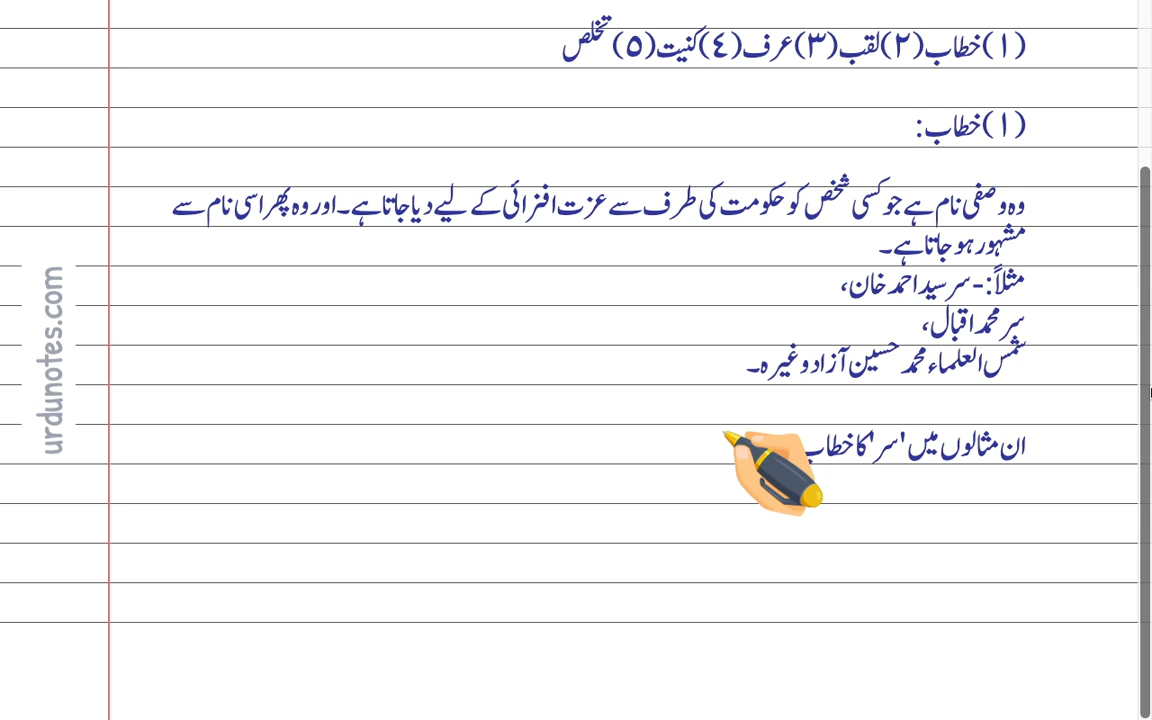 (۱)خطاب(۲)لقب(۳)عرف(٤)کنیت(۵)تخلص
(۱)خطاب:
وہ وصفی نام ہے جو کسی شخص کو حکومت کی طرف سے عزت افزائی کے لیے دیا جاتا ہے۔ اور وہ پھر اسی نام سے
مشہور ہو جاتا ہے۔
مثلاً:- سر سید احمد خان،
سر محمد اقبال،
شمس العلماء محمد حسین آزاد وغیرہ۔
ان مثالوں میں 'سر' کا خطاب
urdunotes.com